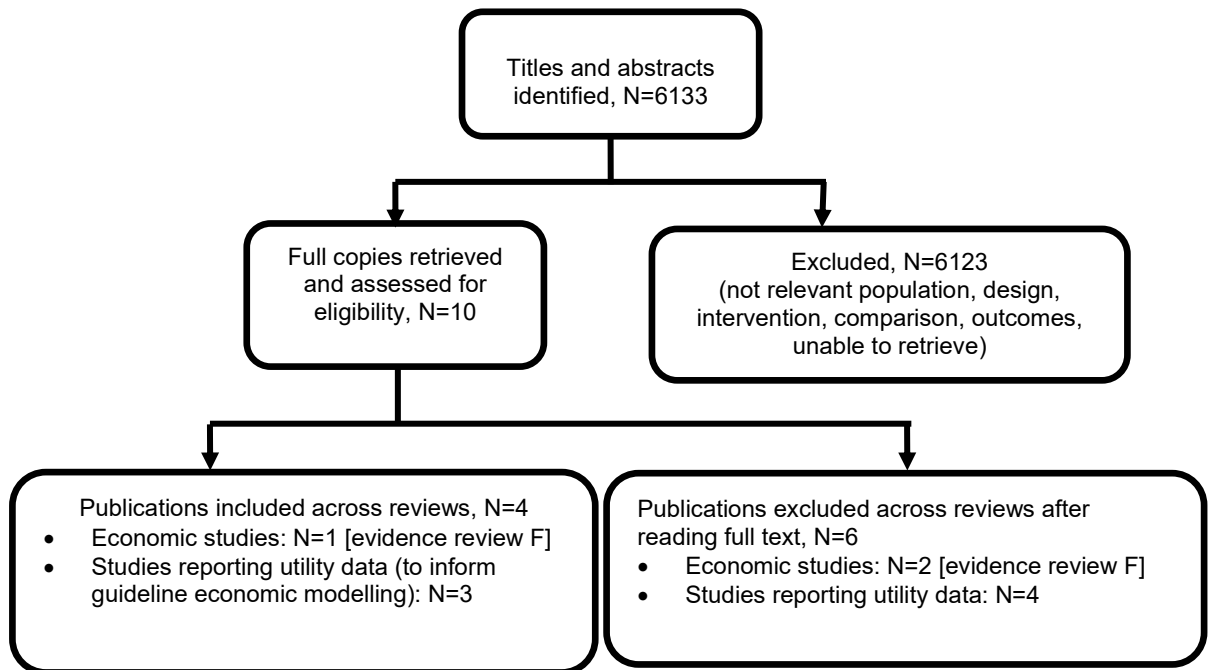 Titles and abstracts
identified, N=6133
Full copies retrieved
and assessed for
eligibility, N=10
Excluded, N=6123
(not relevant population, design,
intervention, comparison, outcomes,
unable to retrieve)
Publications included across reviews, N=4
• Economic studies: N=1 [evidence review F]
• Studies reporting utility data (to inform
guideline economic modelling): N=3
Publications excluded across reviews after
reading full text, N=6
• Economic studies: N=2 [evidence review F]
• Studies reporting utility data: N=4